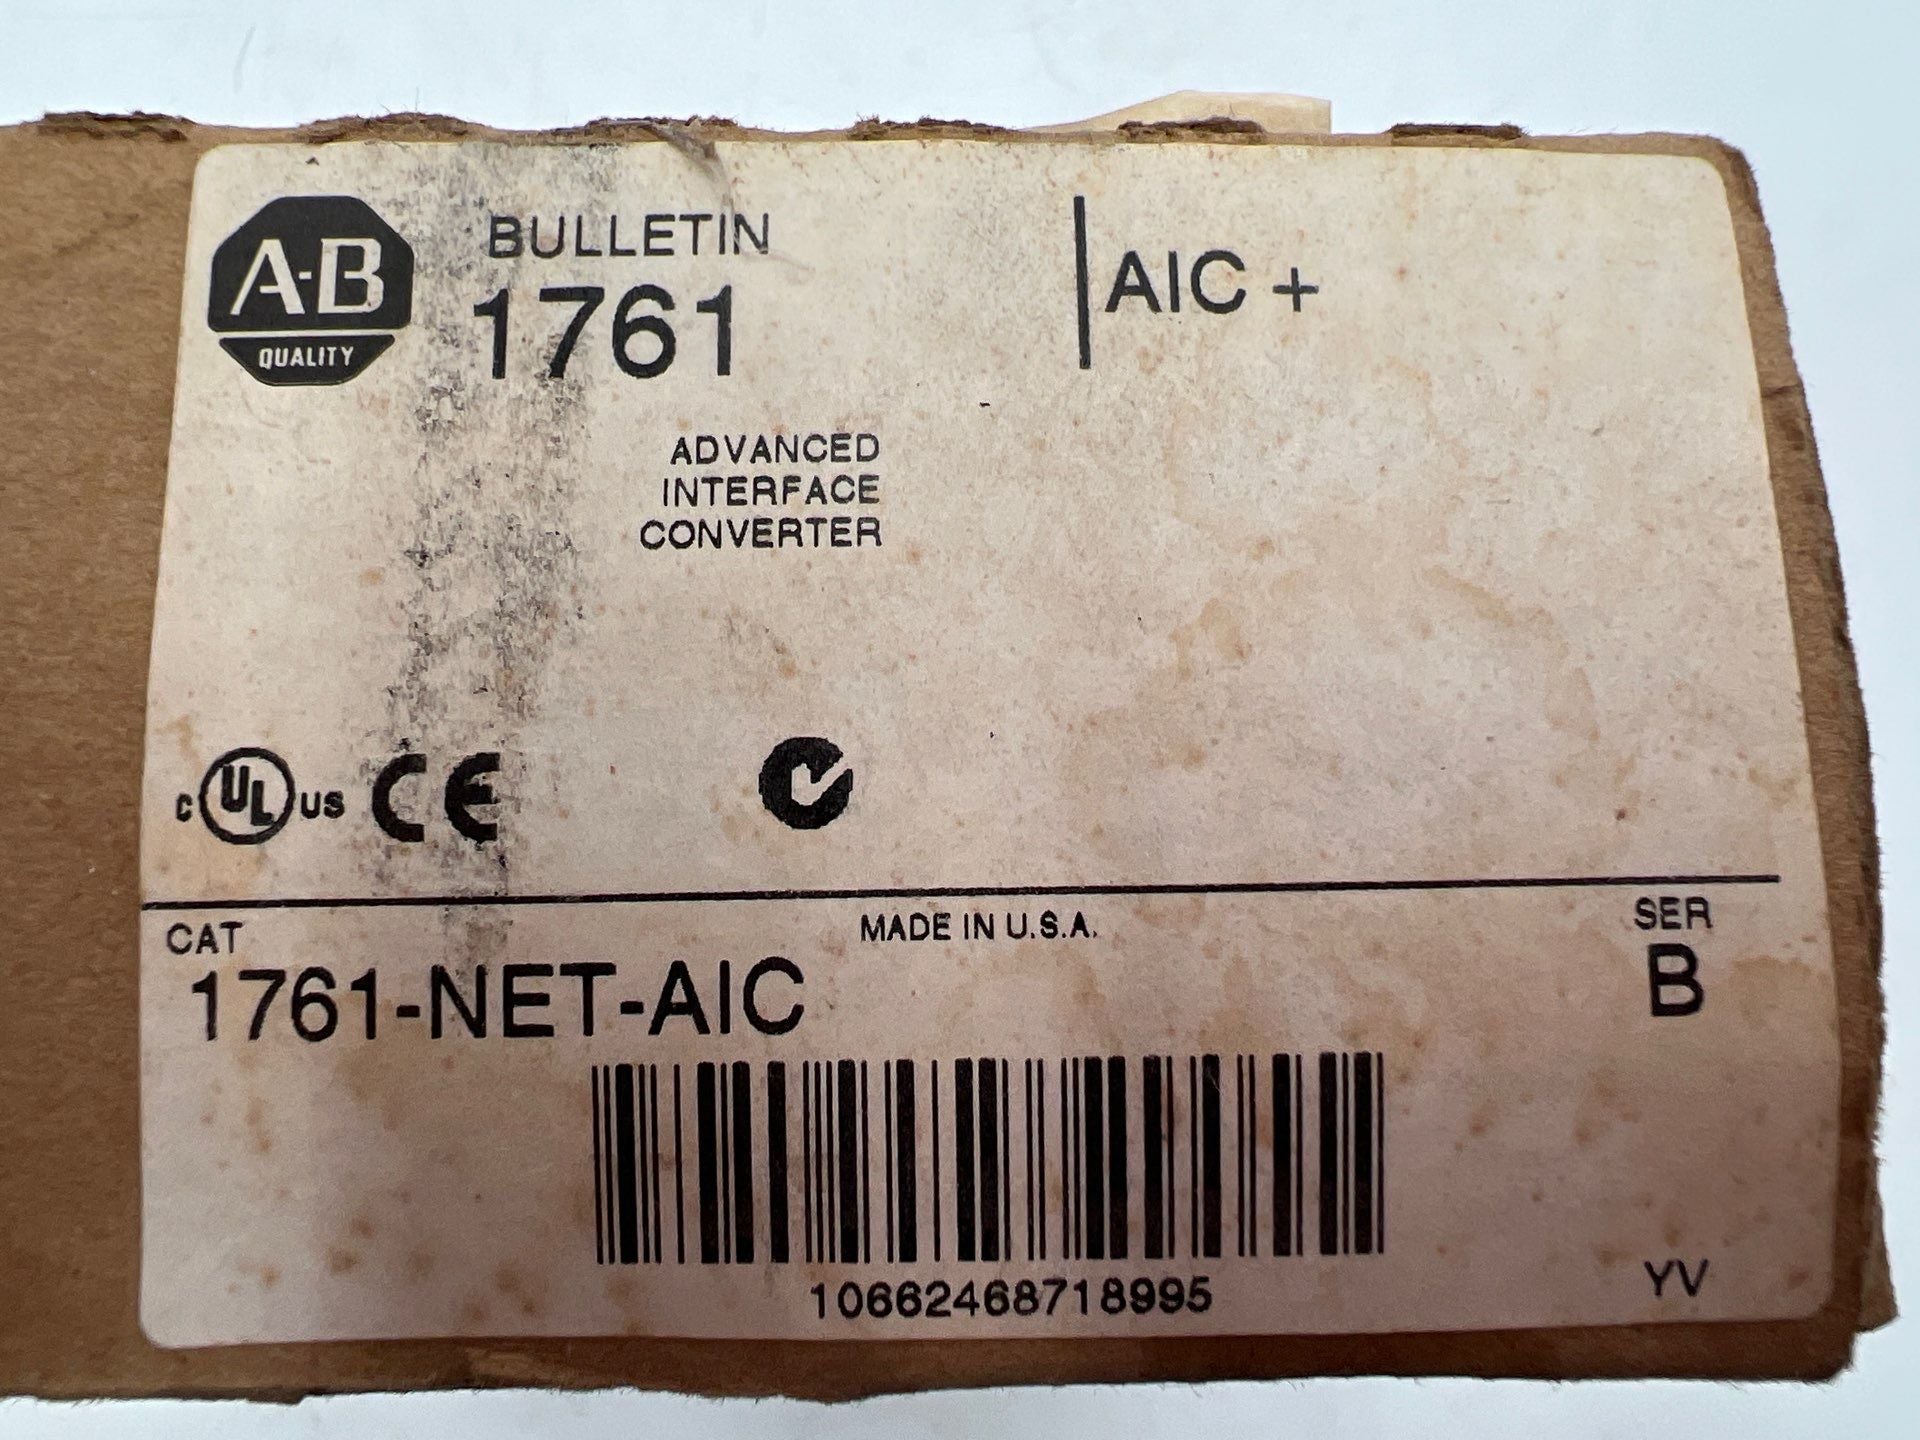 A-B
QUALITY
BULLETIN
1761
AIC +
ADVANCED
INTERFACE
CONVERTER
C UL US CE
CAT
MADE IN U.S.A.
SER
1761-NET-AIC
B
10662468718995
YV